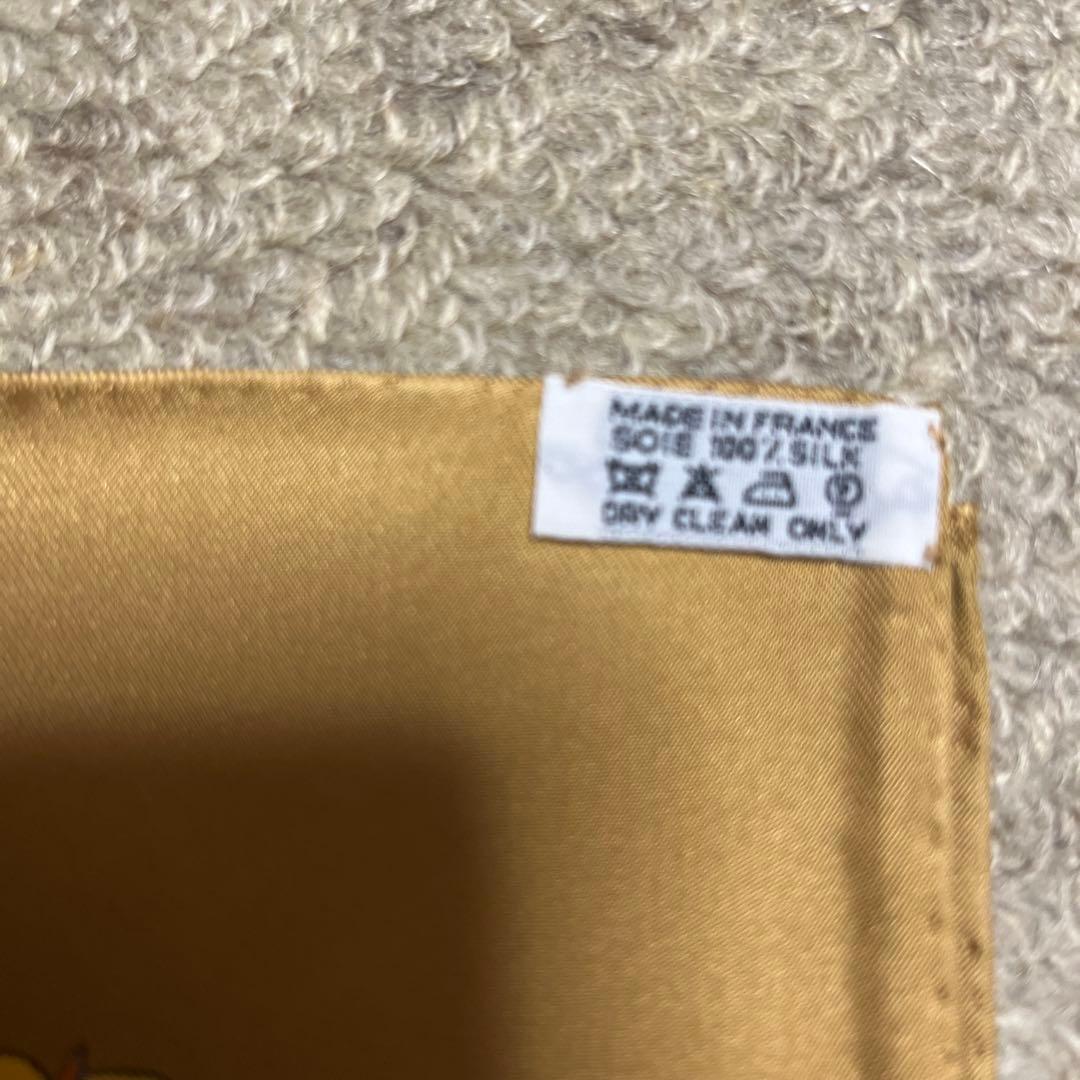 MADE IN FRANCE
SOIE 100% SILK
DRY CLEAN ONLY